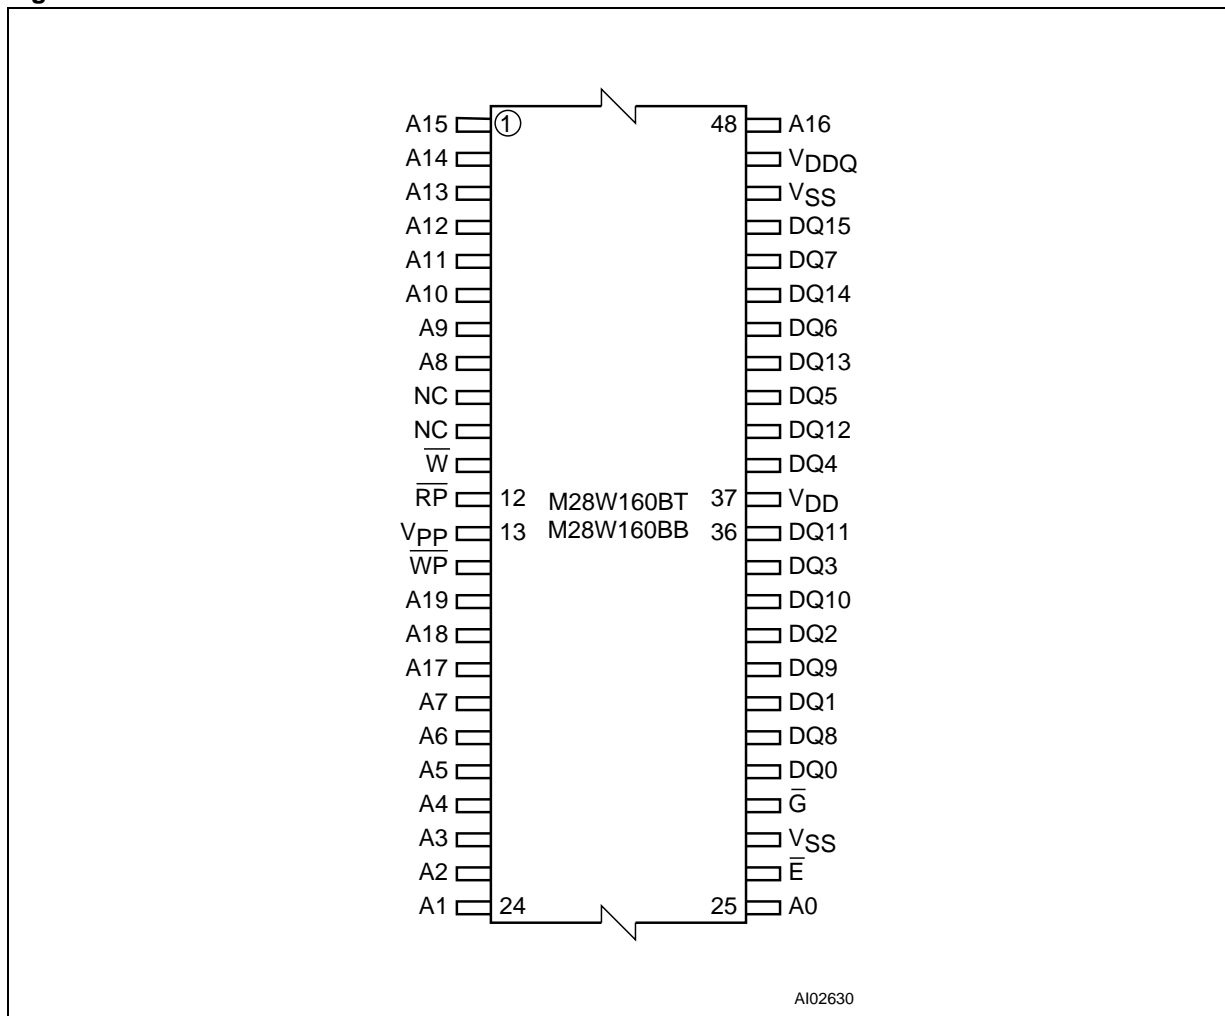 A15 1 48 A16
A14 VDDQ
A13 VSS
A12 DQ15
A11 DQ7
A10 DQ14
A9 DQ6
A8 DQ13
NC DQ5
NC DQ12
W̅ DQ4
R̅P̅ 12 M28W160BT 37 VDD
VPP 13 M28W160BB 36 DQ11
W̅P̅ DQ3
A19 DQ10
A18 DQ2
A17 DQ9
A7 DQ1
A6 DQ8
A5 DQ0
A4 G̅
A3 VSS
A2 E̅
A1 24 25 A0
AI02630